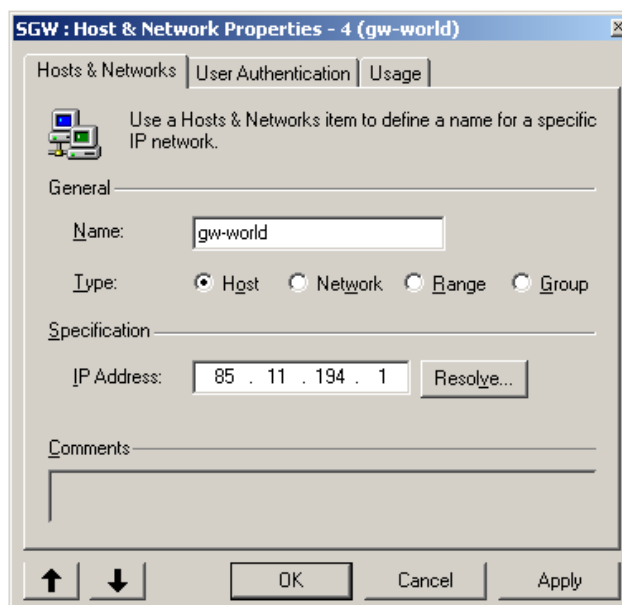 SGW : Host & Network Properties - 4 (gw-world)
Hosts & Networks User Authentication Usage
Use a Hosts & Networks item to define a name for a specific
IP network.
General
Name: gw-world
Type: Host Network Range Group
Specification
IP Address: 85 . 11 . 194 . 1 Resolve...
Comments
OK Cancel Apply